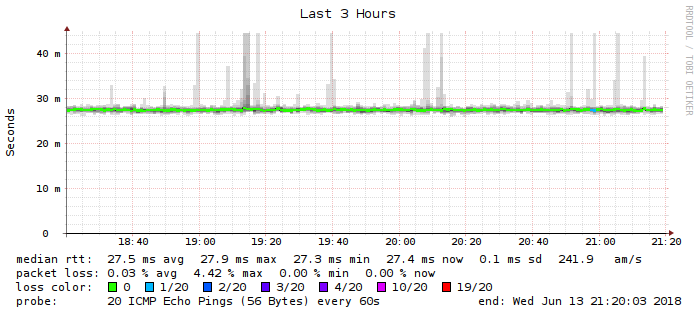 Last 3 Hours
RRDTOOL / TOBI OETIKER
Seconds
40 m
30 m
20 m
10 m
0
18:40 19:00 19:20 19:40 20:00 20:20 20:40 21:00 21:20
median rtt: 27.5 ms avg 27.9 ms max 27.3 ms min 27.4 ms now 0.1 ms sd 241.9 am/s
packet loss: 0.03 % avg 4.42 % max 0.00 % min 0.00 % now
loss color: 0 1/20 2/20 3/20 4/20 10/20 19/20
probe: 20 ICMP Echo Pings (56 Bytes) every 60s end: Wed Jun 13 21:20:03 2018